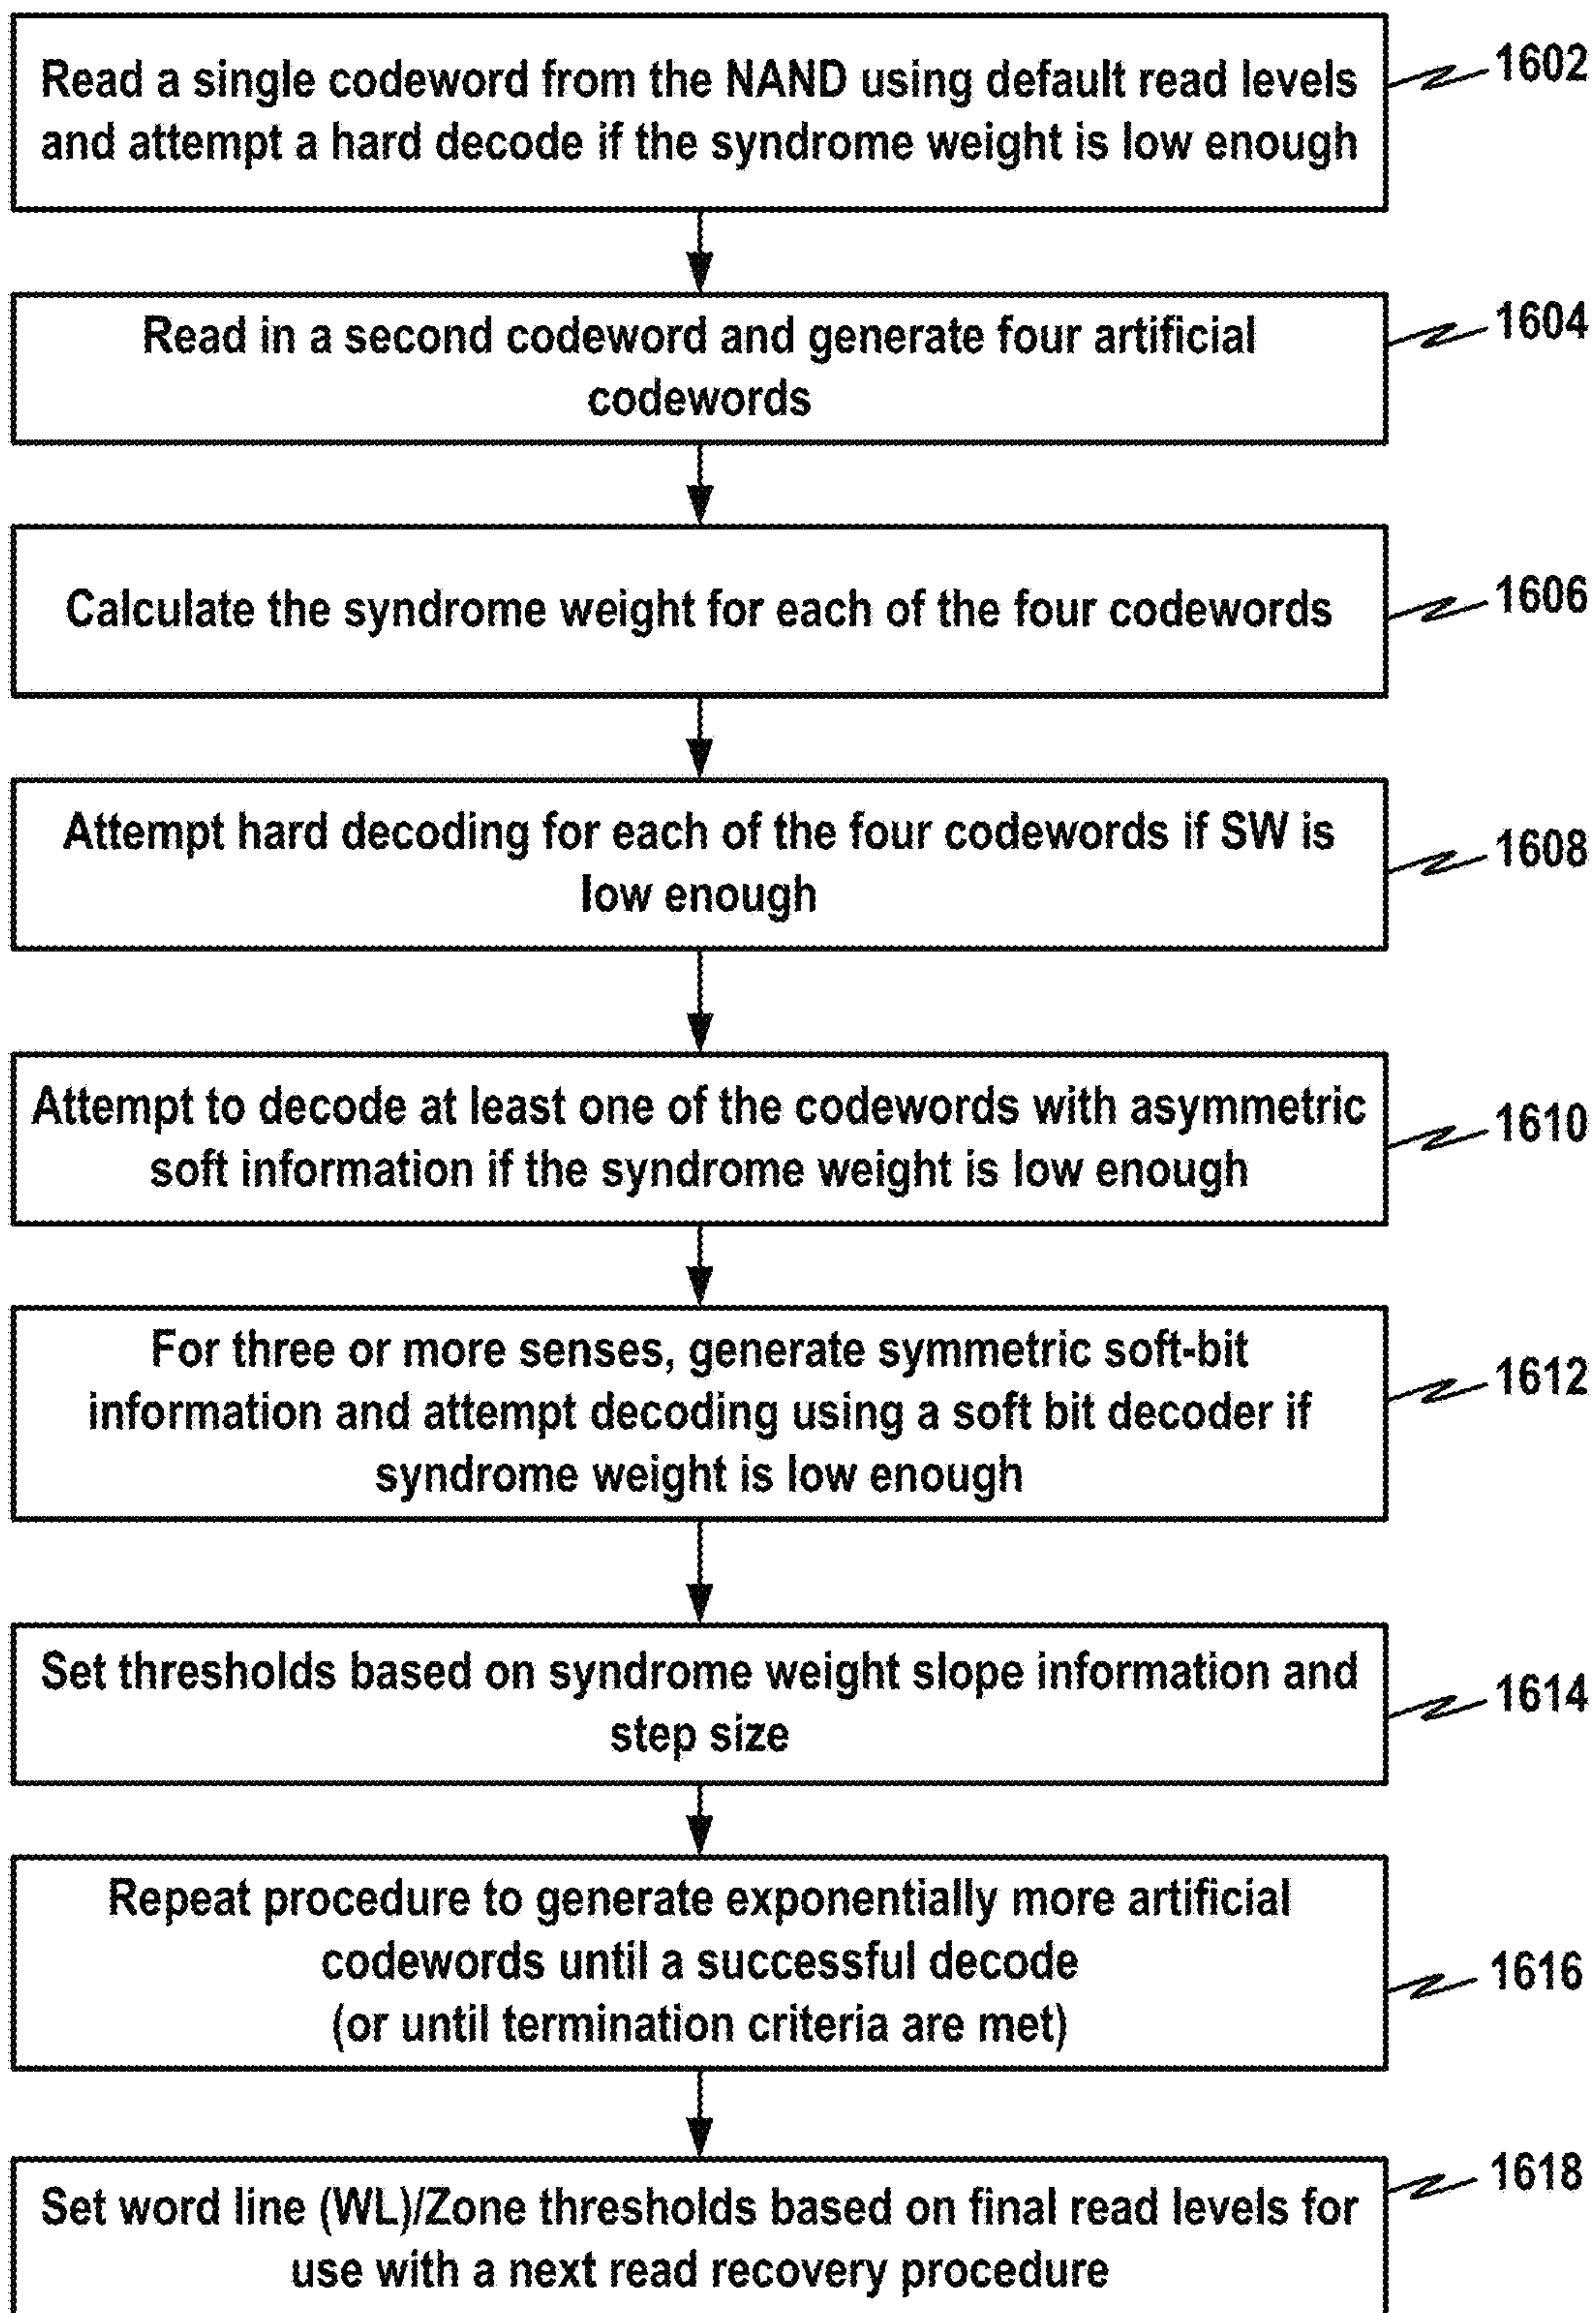 Read a single codeword from the NAND using default read levels
and attempt a hard decode if the syndrome weight is low enough
1602
Read in a second codeword and generate four artificial
codewords
1604
Calculate the syndrome weight for each of the four codewords
1606
Attempt hard decoding for each of the four codewords if SW is
low enough
1608
Attempt to decode at least one of the codewords with asymmetric
soft information if the syndrome weight is low enough
1610
For three or more senses, generate symmetric soft-bit
information and attempt decoding using a soft bit decoder if
syndrome weight is low enough
1612
Set thresholds based on syndrome weight slope information and
step size
1614
Repeat procedure to generate exponentially more artificial
codewords until a successful decode
(or until termination criteria are met)
1616
Set word line (WL)/Zone thresholds based on final read levels for
use with a next read recovery procedure
1618